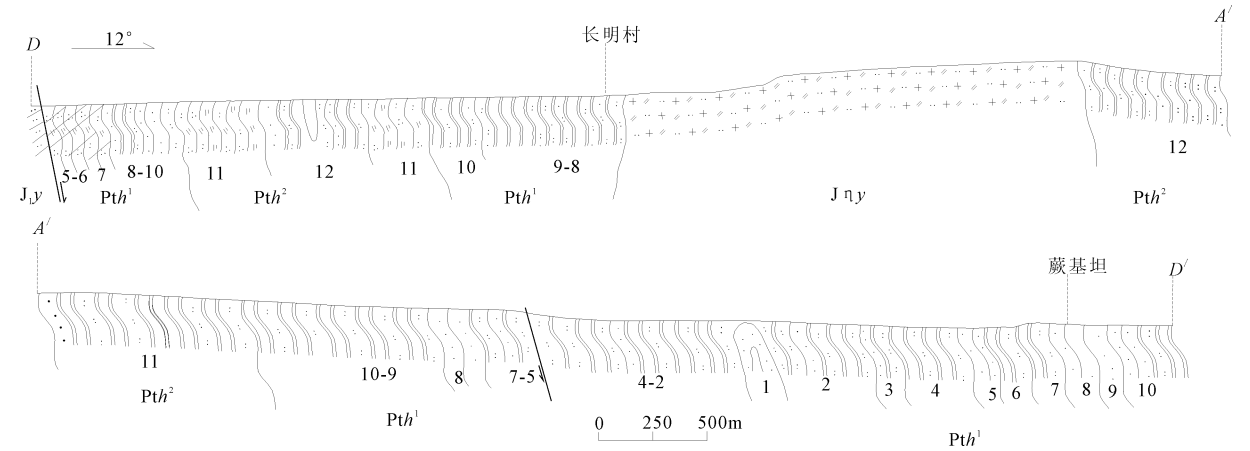 D 12° 长明村 A′
5-6 7 8-10 11 12 11 10 9-8 12
J₁y Pth¹ Pth² Pth¹ Jηy Pth²
A′ 蕨基坦 D′
11 10-9 8 7-5 4-2 1 2 3 4 5 6 7 8 9 10
Pth² Pth¹ Pth¹
0 250 500m